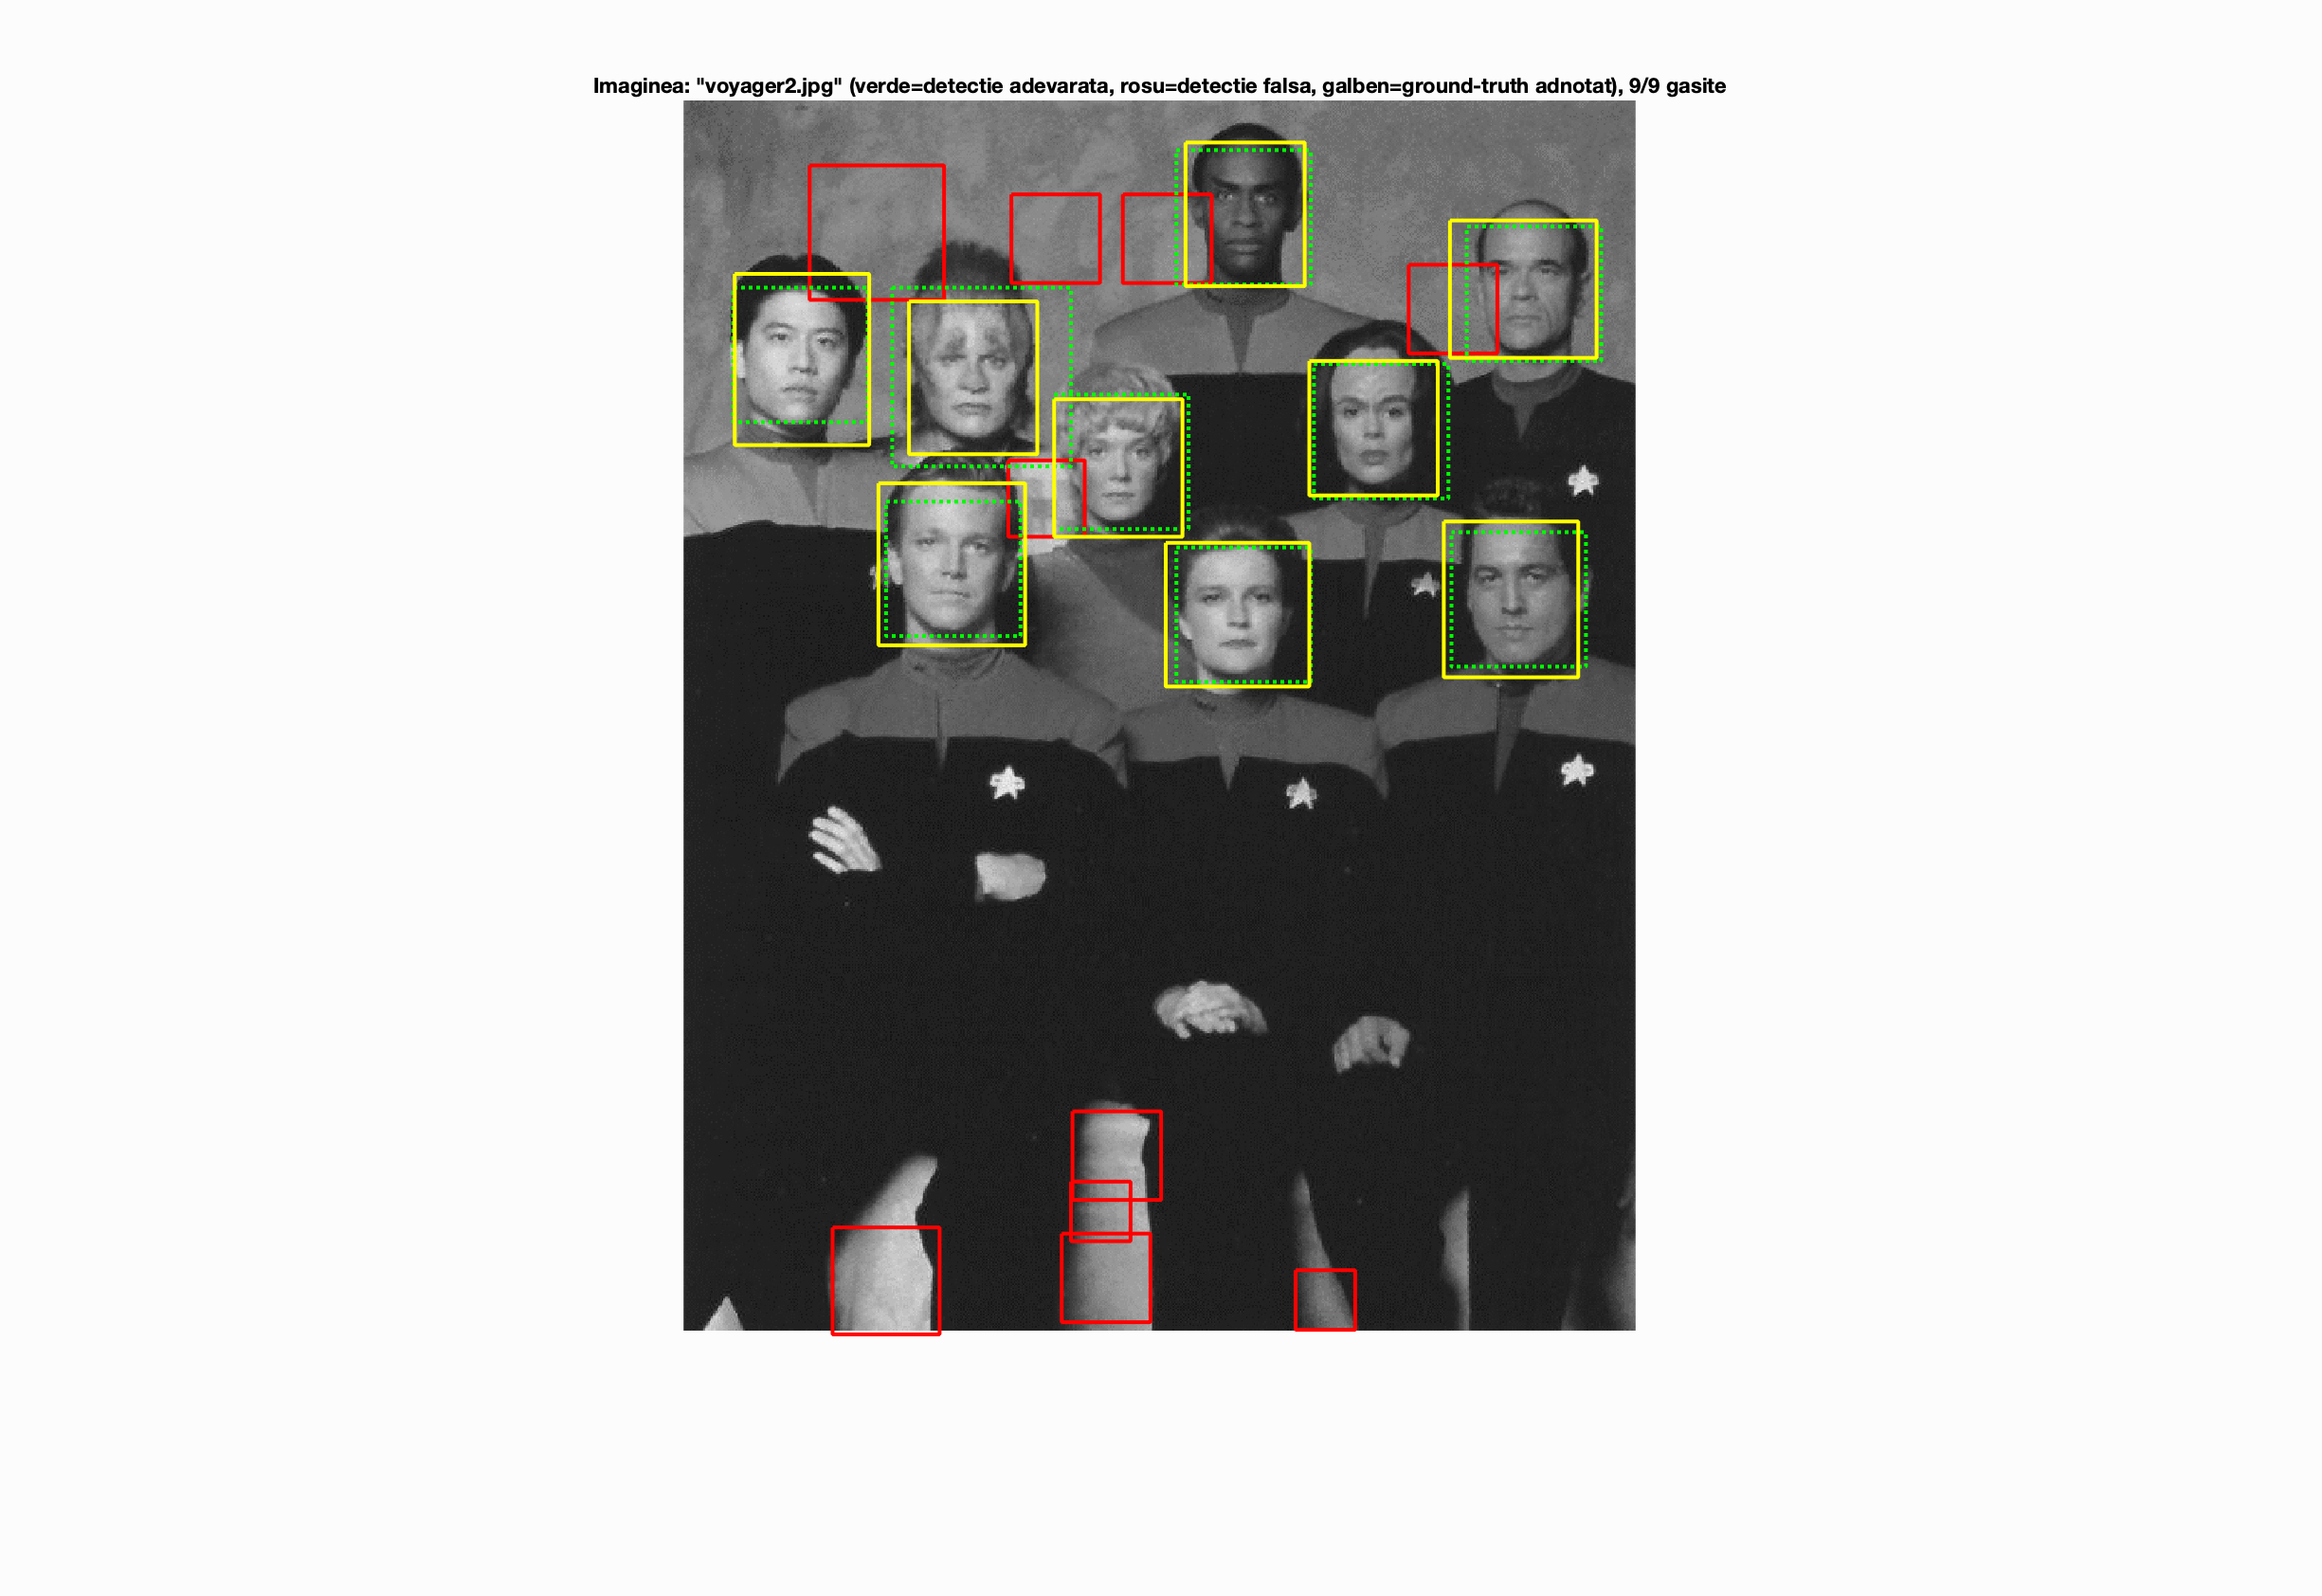 Imaginea: "voyager2.jpg" (verde=detectie adevarata, rosu=detectie falsa, galben=ground-truth adnotat), 9/9 gasite